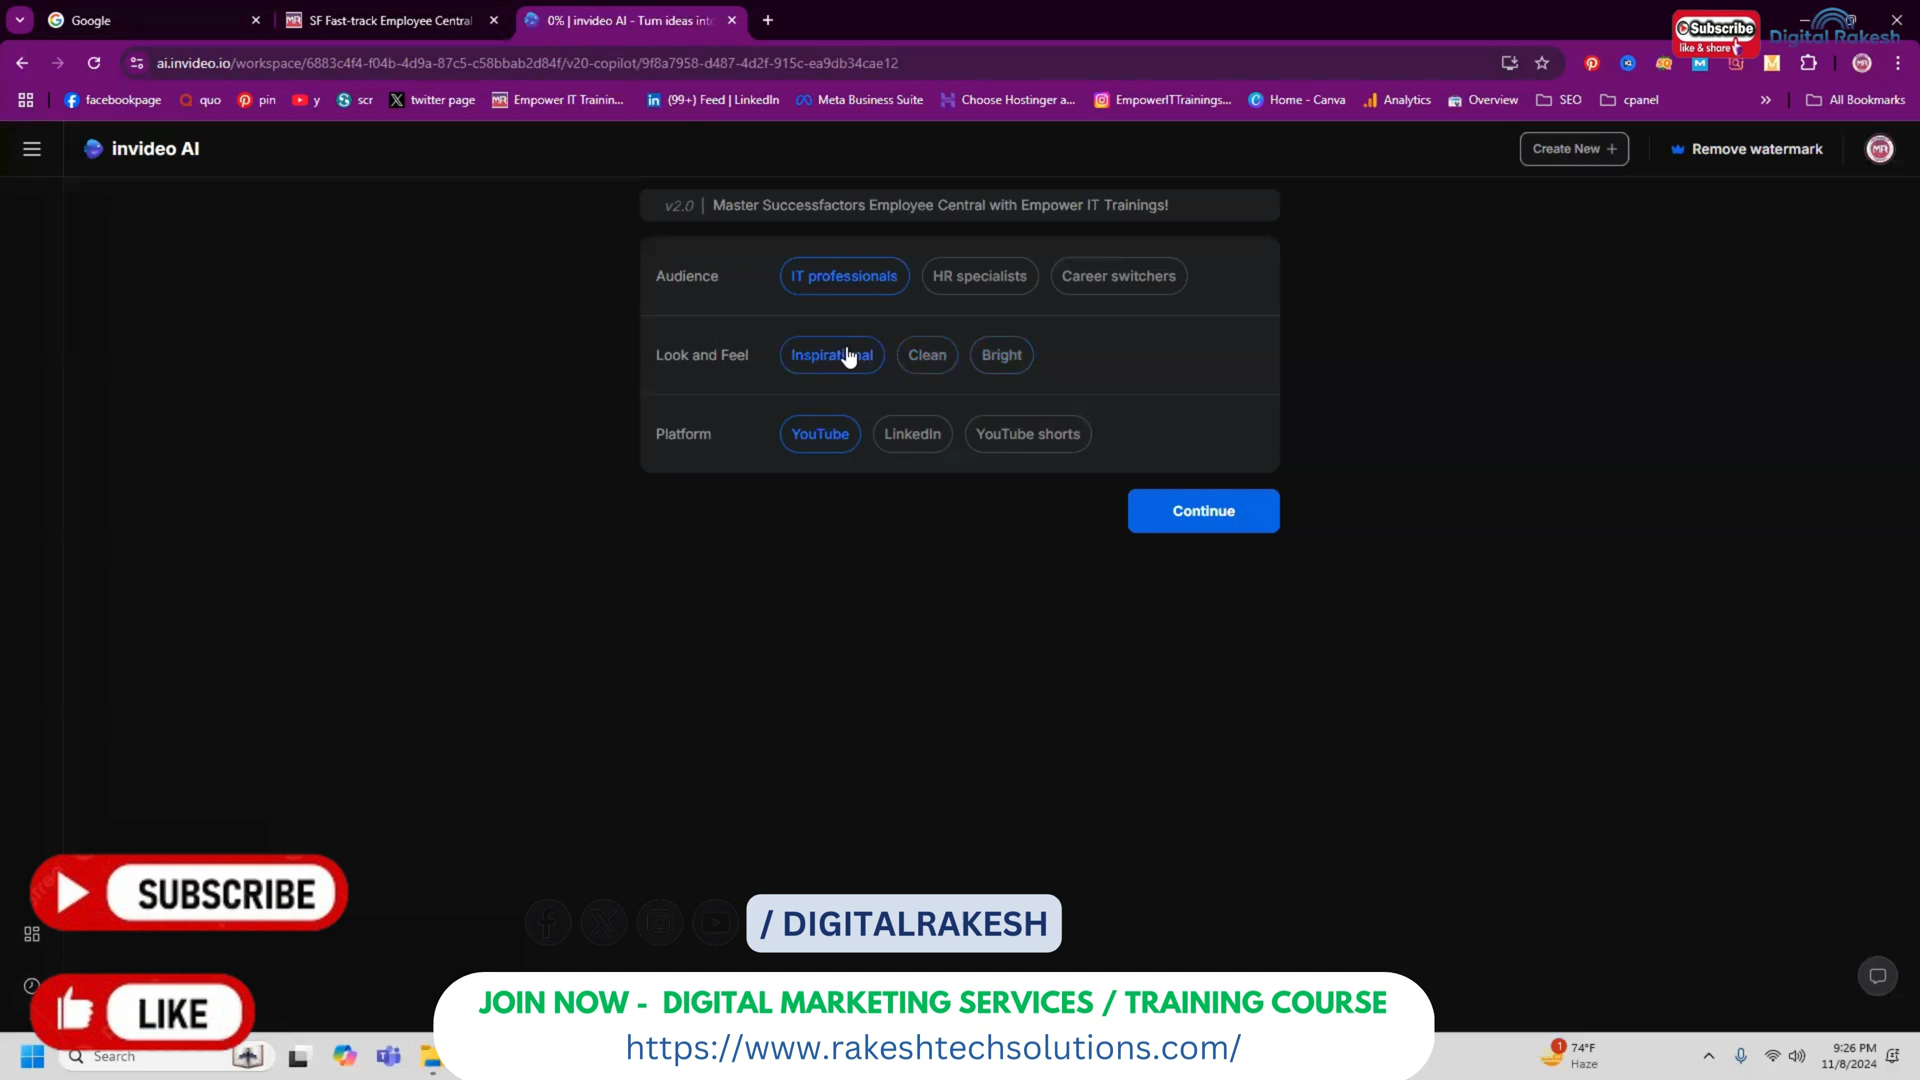 Google
SF Fast-track Employee Central
0% | invideo AI - Turn ideas into
Subscribe
like & share
Digital Rakesh
ai.invideo.io/workspace/6883c4f4-f04b-4d9a-87c5-c58bbab2d84f/v20-copilot/9f8a7958-d487-4d2f-915c-ea9db34cae12
facebookpage
quo
pin
y
scr
twitter page
Empower IT Trainin...
(99+) Feed | LinkedIn
Meta Business Suite
Choose Hostinger a...
EmpowerITTrainings...
Home - Canva
Analytics
Overview
SEO
cpanel
All Bookmarks
invideo AI
Create New +
Remove watermark
MR
v2.0 | Master Successfactors Employee Central with Empower IT Trainings!
Audience
IT professionals
HR specialists
Career switchers
Look and Feel
Inspirational
Clean
Bright
Platform
YouTube
LinkedIn
YouTube shorts
Continue
SUBSCRIBE
/ DIGITALRAKESH
LIKE
JOIN NOW - DIGITAL MARKETING SERVICES / TRAINING COURSE
https://www.rakeshtechsolutions.com/
Search
1
74°F
Haze
9:26 PM
11/8/2024